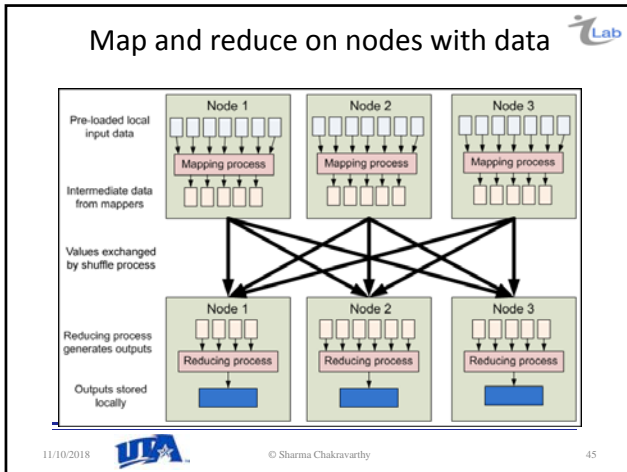 Map and reduce on nodes with data
iLab
Node 1
Node 2
Node 3
Pre-loaded local
input data
Mapping process
Mapping process
Mapping process
Intermediate data
from mappers
Values exchanged
by shuffle process
Node 1
Node 2
Node 3
Reducing process
generates outputs
Reducing process
Reducing process
Reducing process
Outputs stored
locally
11/10/2018
UTA
© Sharma Chakravarthy
45